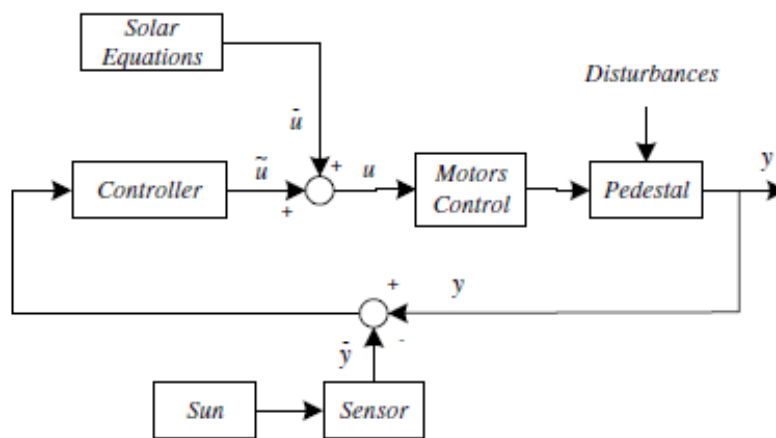 Solar
Equations
Disturbances
ū
Controller
ũ
+
+
u
Motors
Control
Pedestal
y
+
y
ȳ
-
Sun
Sensor